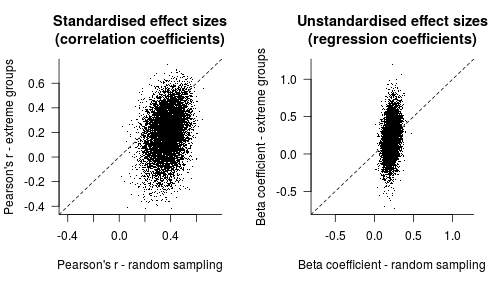 Standardised effect sizes
(correlation coefficients)
Pearson's r - extreme groups
0.6
0.4
0.2
0.0
-0.2
-0.4
-0.4
0.0
0.4
Pearson's r - random sampling
Unstandardised effect sizes
(regression coefficients)
Beta coefficient - extreme groups
1.0
0.5
0.0
-0.5
-0.5
0.0
0.5
1.0
Beta coefficient - random sampling